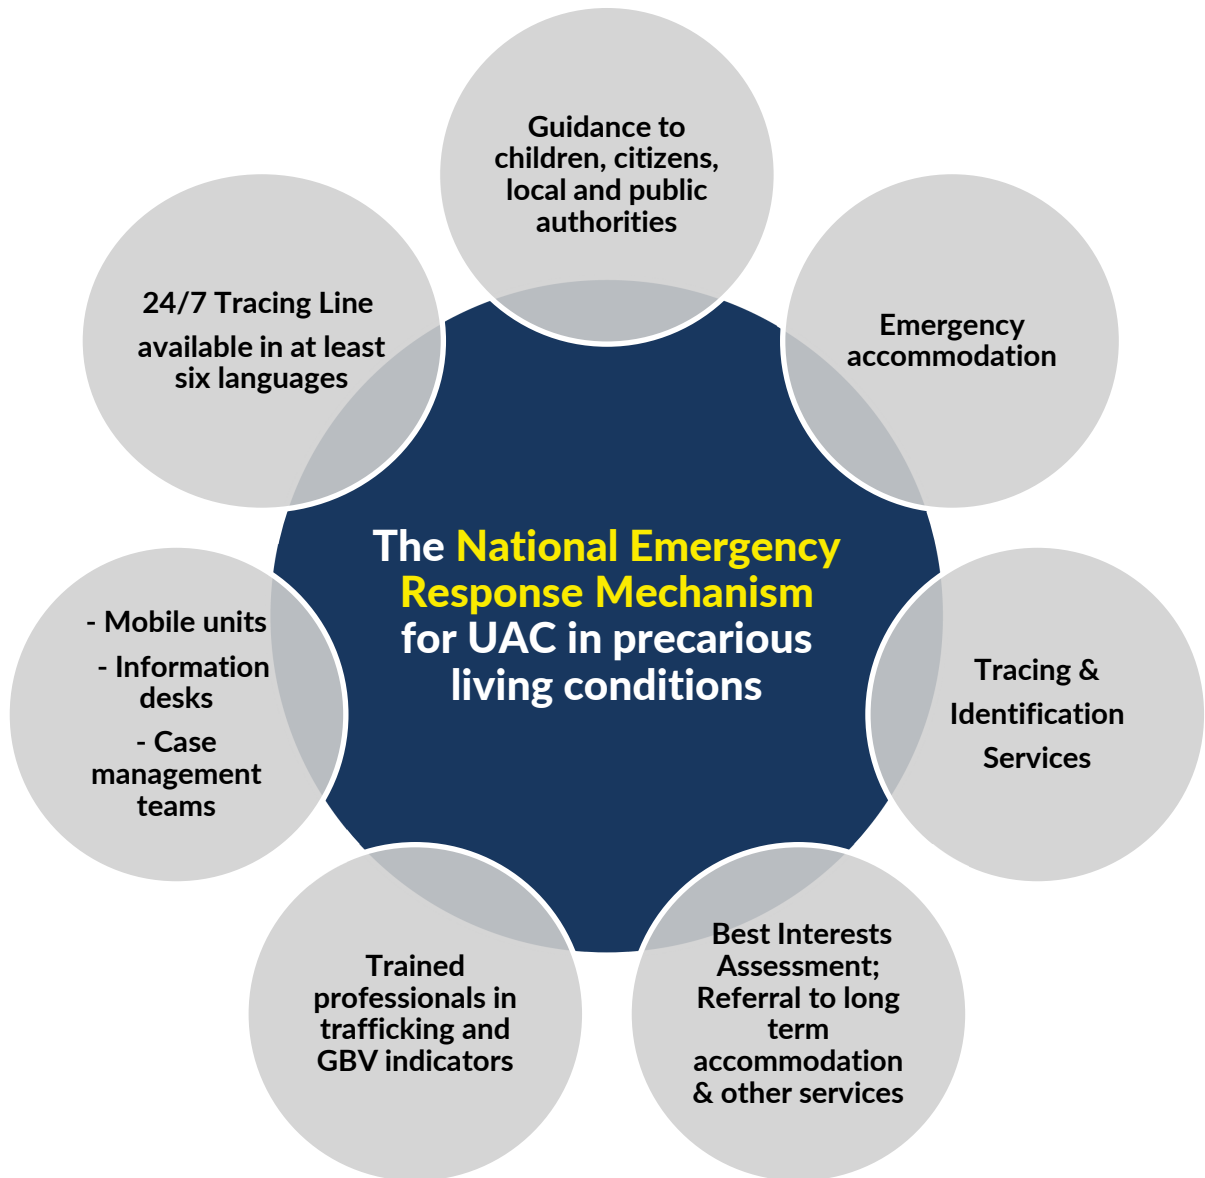 Guidance to
children, citizens,
local and public
authorities
Emergency
accommodation
Tracing &
Identification
Services
Best Interests
Assessment;
Referral to long
term
accommodation
& other services
Trained
professionals in
trafficking and
GBV indicators
- Mobile units
- Information
desks
- Case
management
teams
24/7 Tracing Line
available in at least
six languages
The National Emergency
Response Mechanism
for UAC in precarious
living conditions